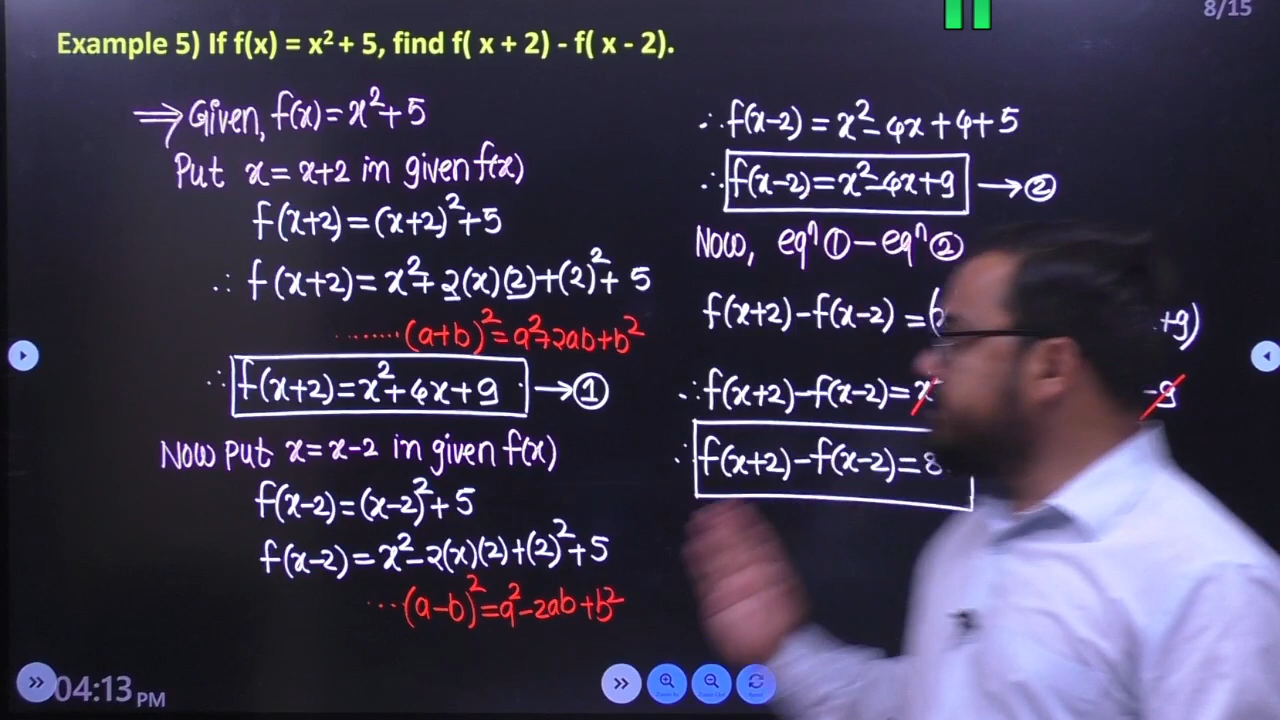 8/15
Example 5) If f(x) = x² + 5, find f( x + 2) - f( x - 2).
⇒ Given, f(x) = x² + 5
Put x = x+2 in given f(x)
f(x+2) = (x+2)² + 5
∴ f(x+2) = x² + 2(x)(2) + (2)² + 5
........(a+b)² = a² + 2ab + b²
∴ f(x+2) = x² + 4x + 9 → ①
Now put x = x-2 in given f(x)
f(x-2) = (x-2)² + 5
f(x-2) = x² - 2(x)(2) + (2)² + 5
...(a-b)² = a² - 2ab + b²
∴ f(x-2) = x² - 4x + 4 + 5
∴ f(x-2) = x² - 4x + 9 → ②
Now, eqⁿ ① - eqⁿ ②
f(x+2) - f(x-2) = ( +9)
∴ f(x+2) - f(x-2) = x -9
∴ f(x+2) - f(x-2) = 8
04:13 PM